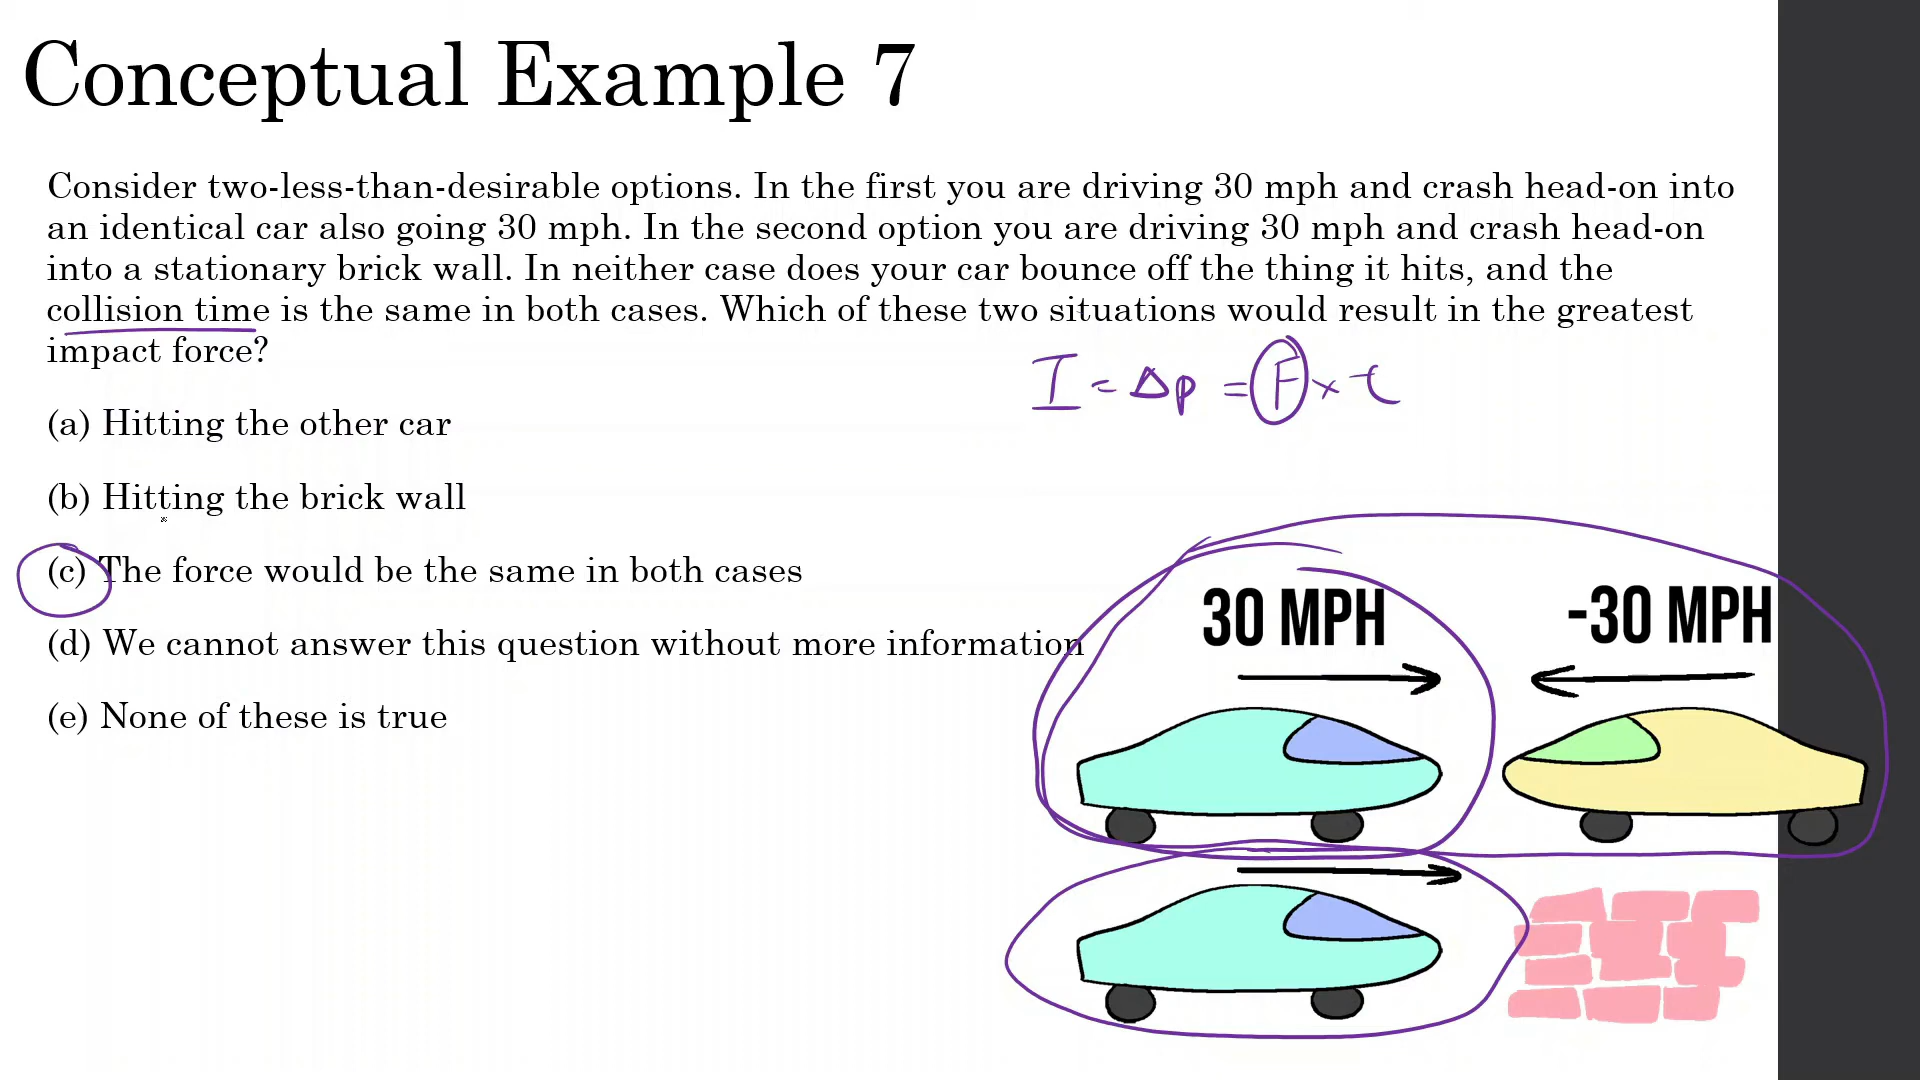 Conceptual Example 7
Consider two-less-than-desirable options. In the first you are driving 30 mph and crash head-on into
an identical car also going 30 mph. In the second option you are driving 30 mph and crash head-on
into a stationary brick wall. In neither case does your car bounce off the thing it hits, and the
collision time is the same in both cases. Which of these two situations would result in the greatest
impact force?
I = Δp = F × t
(a) Hitting the other car
(b) Hitting the brick wall
(c) The force would be the same in both cases
(d) We cannot answer this question without more information
(e) None of these is true
30 MPH
-30 MPH